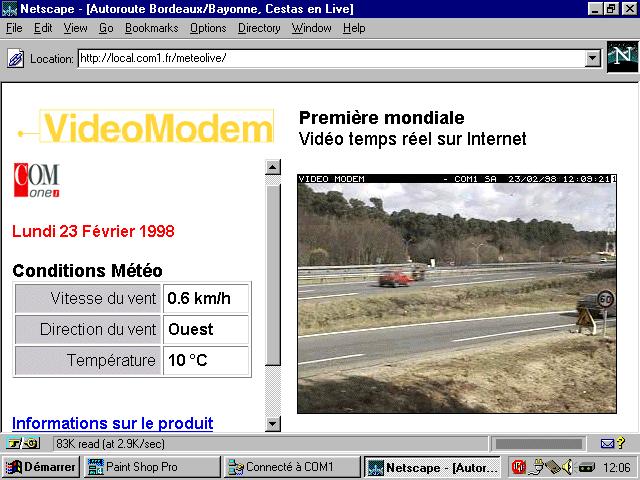 Netscape - [Autoroute Bordeaux/Bayonne, Cestas en Live]
File Edit View Go Bookmarks Options Directory Window Help
Location: http://local.com1.fr/meteolive/
N
VideoModem
Première mondiale
Vidéo temps réel sur Internet
COM
one
VIDEO MODEM - COM1 SA 23/02/98 12:09:21
60
Lundi 23 Février 1998
Conditions Météo
Vitesse du vent 0.6 km/h
Direction du vent Ouest
Température 10 °C
Informations sur le produit
83K read (at 2.9K/sec)
Démarrer Paint Shop Pro Connecté à COM1 Netscape - [Autor... 12:06